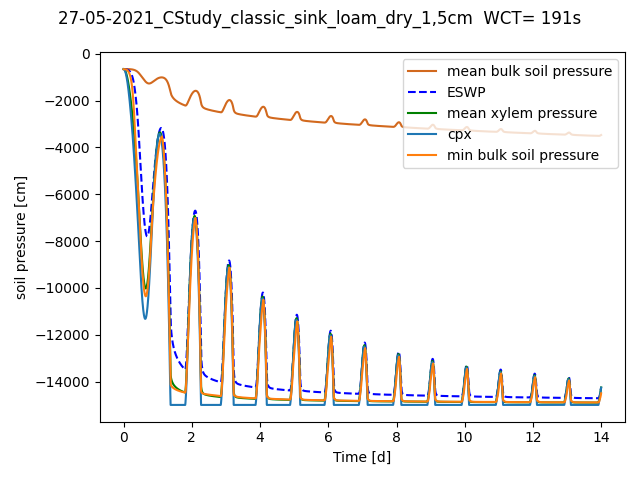 27-05-2021_CStudy_classic_sink_loam_dry_1,5cm  WCT= 191s
mean bulk soil pressure
ESWP
mean xylem pressure
cpx
min bulk soil pressure
soil pressure [cm]
0
−2000
−4000
−6000
−8000
−10000
−12000
−14000
0 2 4 6 8 10 12 14
Time [d]